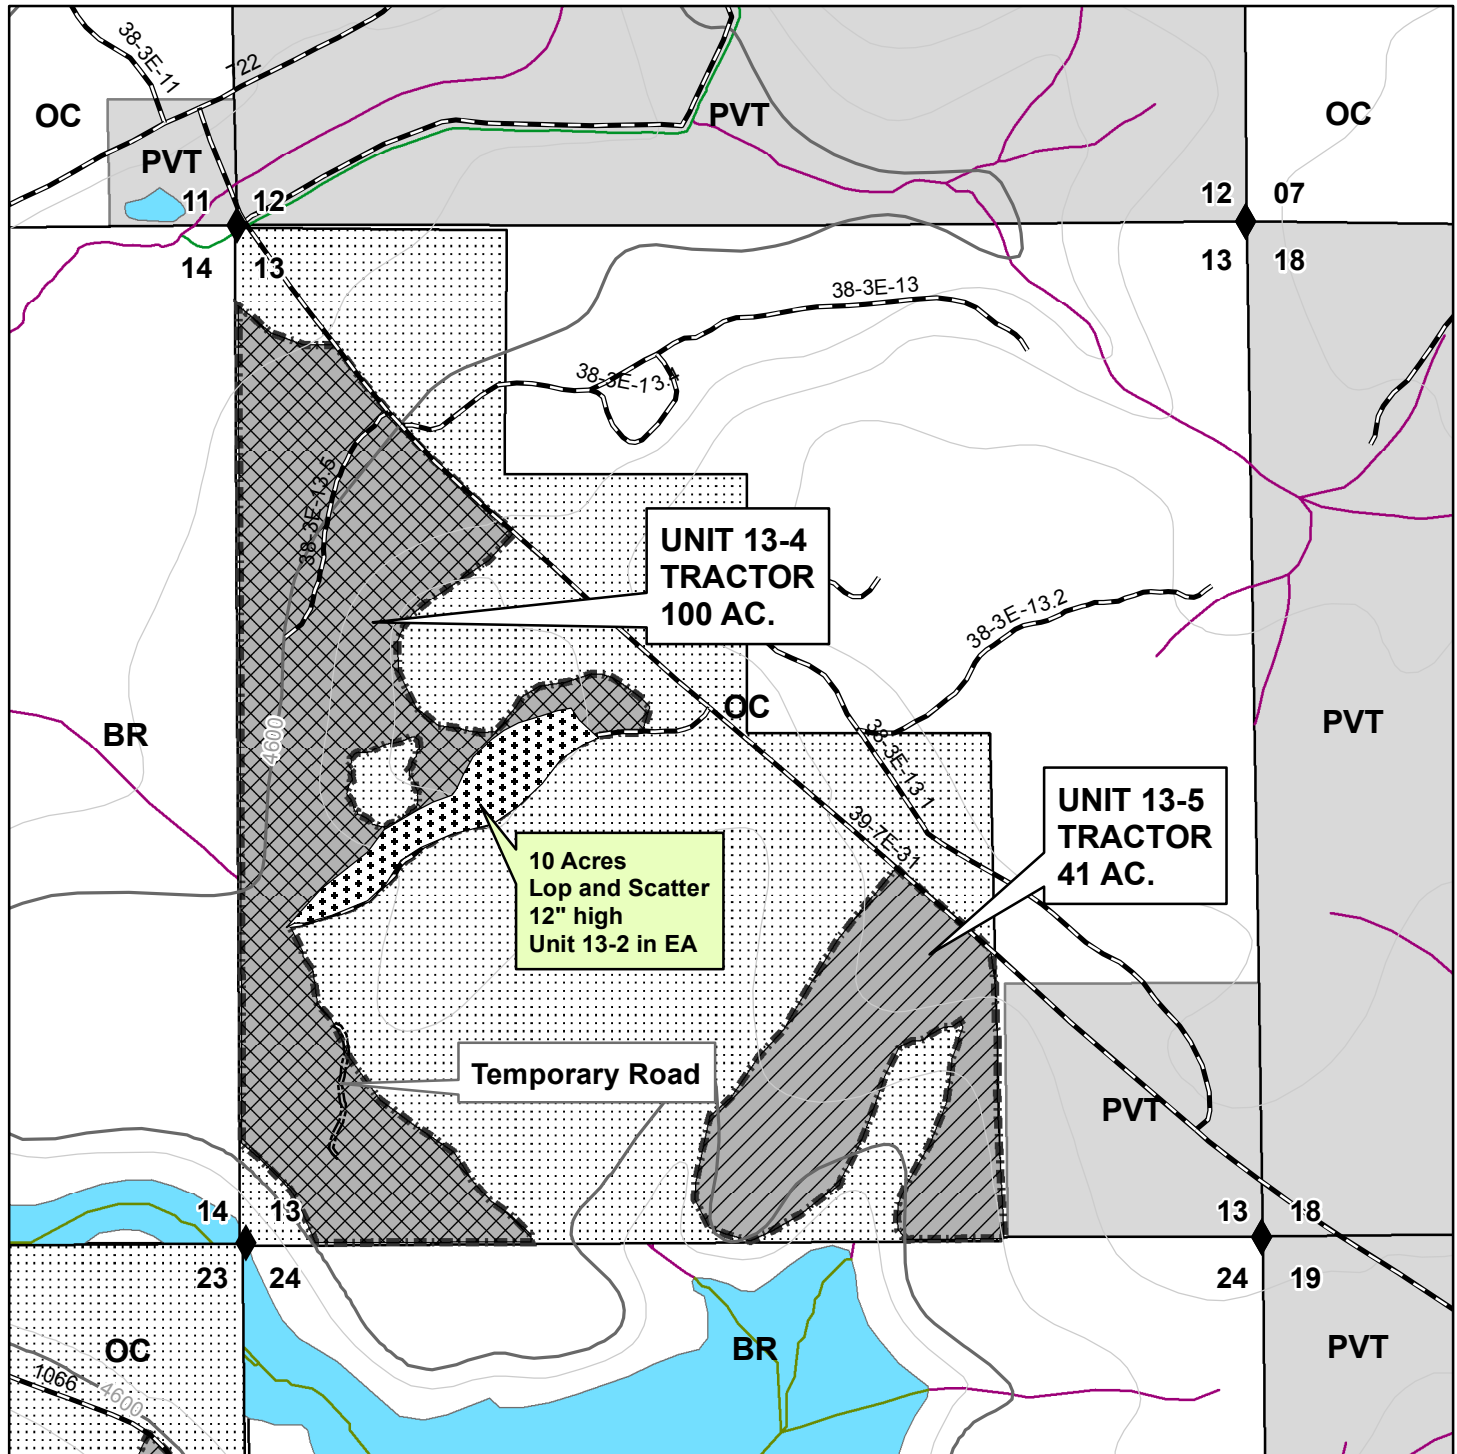 38-3E-11
722
OC
PVT
OC
PVT
11
12
12
07
14
13
13
18
38-3E-13
38-3E-13.4
38-3E-13.5
UNIT 13-4
TRACTOR
100 AC.
38-3E-13.2
OC
BR
4600
PVT
38-3E-13.1
39-7E-31
UNIT 13-5
TRACTOR
41 AC.
10 Acres
Lop and Scatter
12" high
Unit 13-2 in EA
Temporary Road
PVT
14
13
13
18
23
24
24
19
OC
BR
PVT
1066
4600